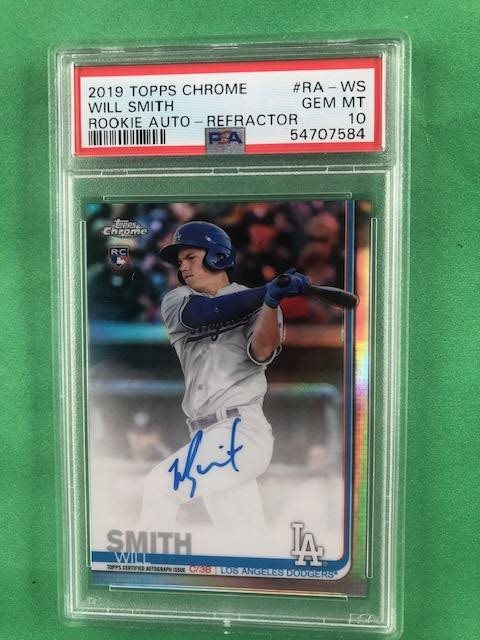 2019 TOPPS CHROME #RA-WS
WILL SMITH GEM MT
ROOKIE AUTO-REFRACTOR 10
PSA 54707584
Topps
Chrome
RC
SMITH
WILL
LA
TOPPS CERTIFIED AUTOGRAPH ISSUE C/3B | LOS ANGELES DODGERS®